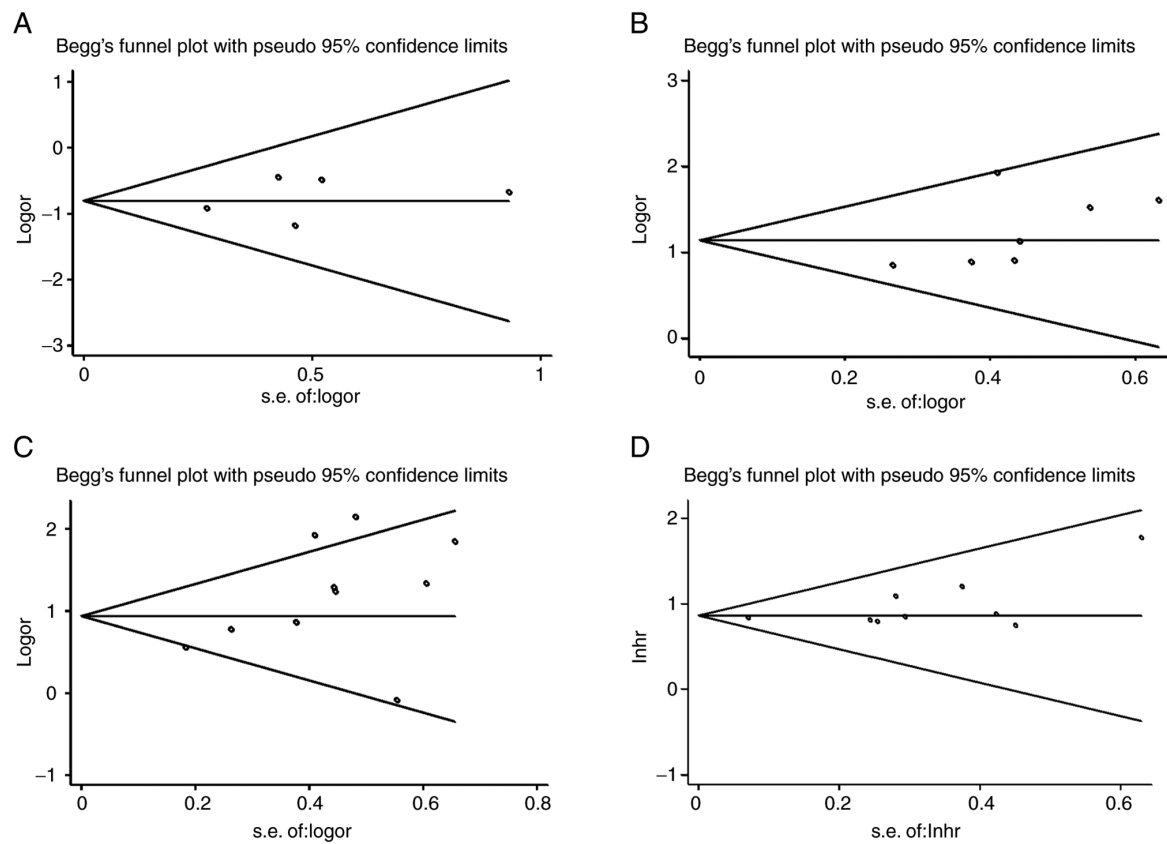 A
Begg's funnel plot with pseudo 95% confidence limits
1
0
−1
−2
−3
Logor
0
0.5
1
s.e. of:logor
B
Begg's funnel plot with pseudo 95% confidence limits
3
2
1
0
Logor
0
0.2
0.4
0.6
s.e. of:logor
C
Begg's funnel plot with pseudo 95% confidence limits
2
1
0
−1
Logor
0
0.2
0.4
0.6
0.8
s.e. of:logor
D
Begg's funnel plot with pseudo 95% confidence limits
2
1
0
−1
lnhr
0
0.2
0.4
0.6
s.e. of:lnhr